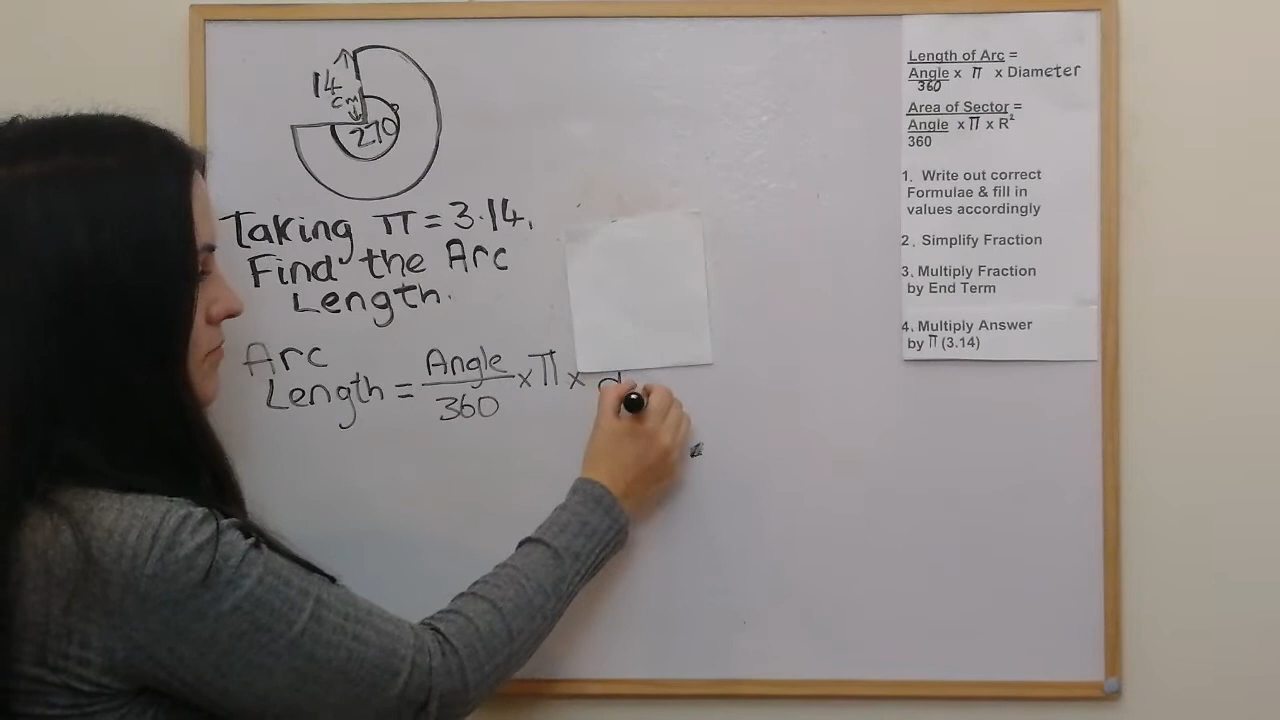 14
cm
270°
Taking π = 3.14.
Find the Arc
Length.
Arc
Length = Angle/360 × π × d
Length of Arc =
Angle x π x Diameter
360
Area of Sector =
Angle x π x R²
360
1. Write out correct
Formulae & fill in
values accordingly
2. Simplify Fraction
3. Multiply Fraction
by End Term
4. Multiply Answer
by π (3.14)